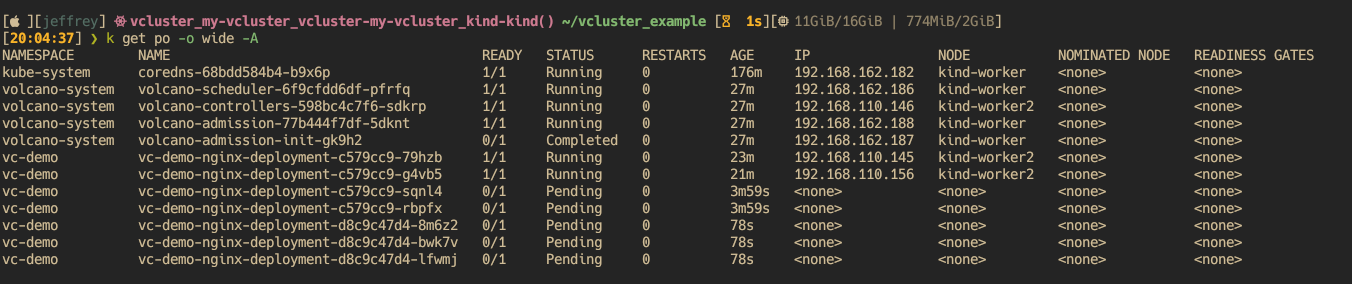 [ ][jeffrey] ☸ vcluster_my-vcluster_vcluster-my-vcluster_kind-kind() ~/vcluster_example [⌛ 1s][ 11GiB/16GiB | 774MiB/2GiB]
[20:04:37] ❯ k get po -o wide -A
NAMESPACE NAME READY STATUS RESTARTS AGE IP NODE NOMINATED NODE READINESS GATES
kube-system coredns-68bdd584b4-b9x6p 1/1 Running 0 176m 192.168.162.182 kind-worker <none> <none>
volcano-system volcano-scheduler-6f9cfdd6df-pfrfq 1/1 Running 0 27m 192.168.162.186 kind-worker <none> <none>
volcano-system volcano-controllers-598bc4c7f6-sdkrp 1/1 Running 0 27m 192.168.110.146 kind-worker2 <none> <none>
volcano-system volcano-admission-77b444f7df-5dknt 1/1 Running 0 27m 192.168.162.188 kind-worker <none> <none>
volcano-system volcano-admission-init-gk9h2 0/1 Completed 0 27m 192.168.162.187 kind-worker <none> <none>
vc-demo vc-demo-nginx-deployment-c579cc9-79hzb 1/1 Running 0 23m 192.168.110.145 kind-worker2 <none> <none>
vc-demo vc-demo-nginx-deployment-c579cc9-g4vb5 1/1 Running 0 21m 192.168.110.156 kind-worker2 <none> <none>
vc-demo vc-demo-nginx-deployment-c579cc9-sqnl4 0/1 Pending 0 3m59s <none> <none> <none> <none>
vc-demo vc-demo-nginx-deployment-c579cc9-rbpfx 0/1 Pending 0 3m59s <none> <none> <none> <none>
vc-demo vc-demo-nginx-deployment-d8c9c47d4-8m6z2 0/1 Pending 0 78s <none> <none> <none> <none>
vc-demo vc-demo-nginx-deployment-d8c9c47d4-bwk7v 0/1 Pending 0 78s <none> <none> <none> <none>
vc-demo vc-demo-nginx-deployment-d8c9c47d4-lfwmj 0/1 Pending 0 78s <none> <none> <none> <none>